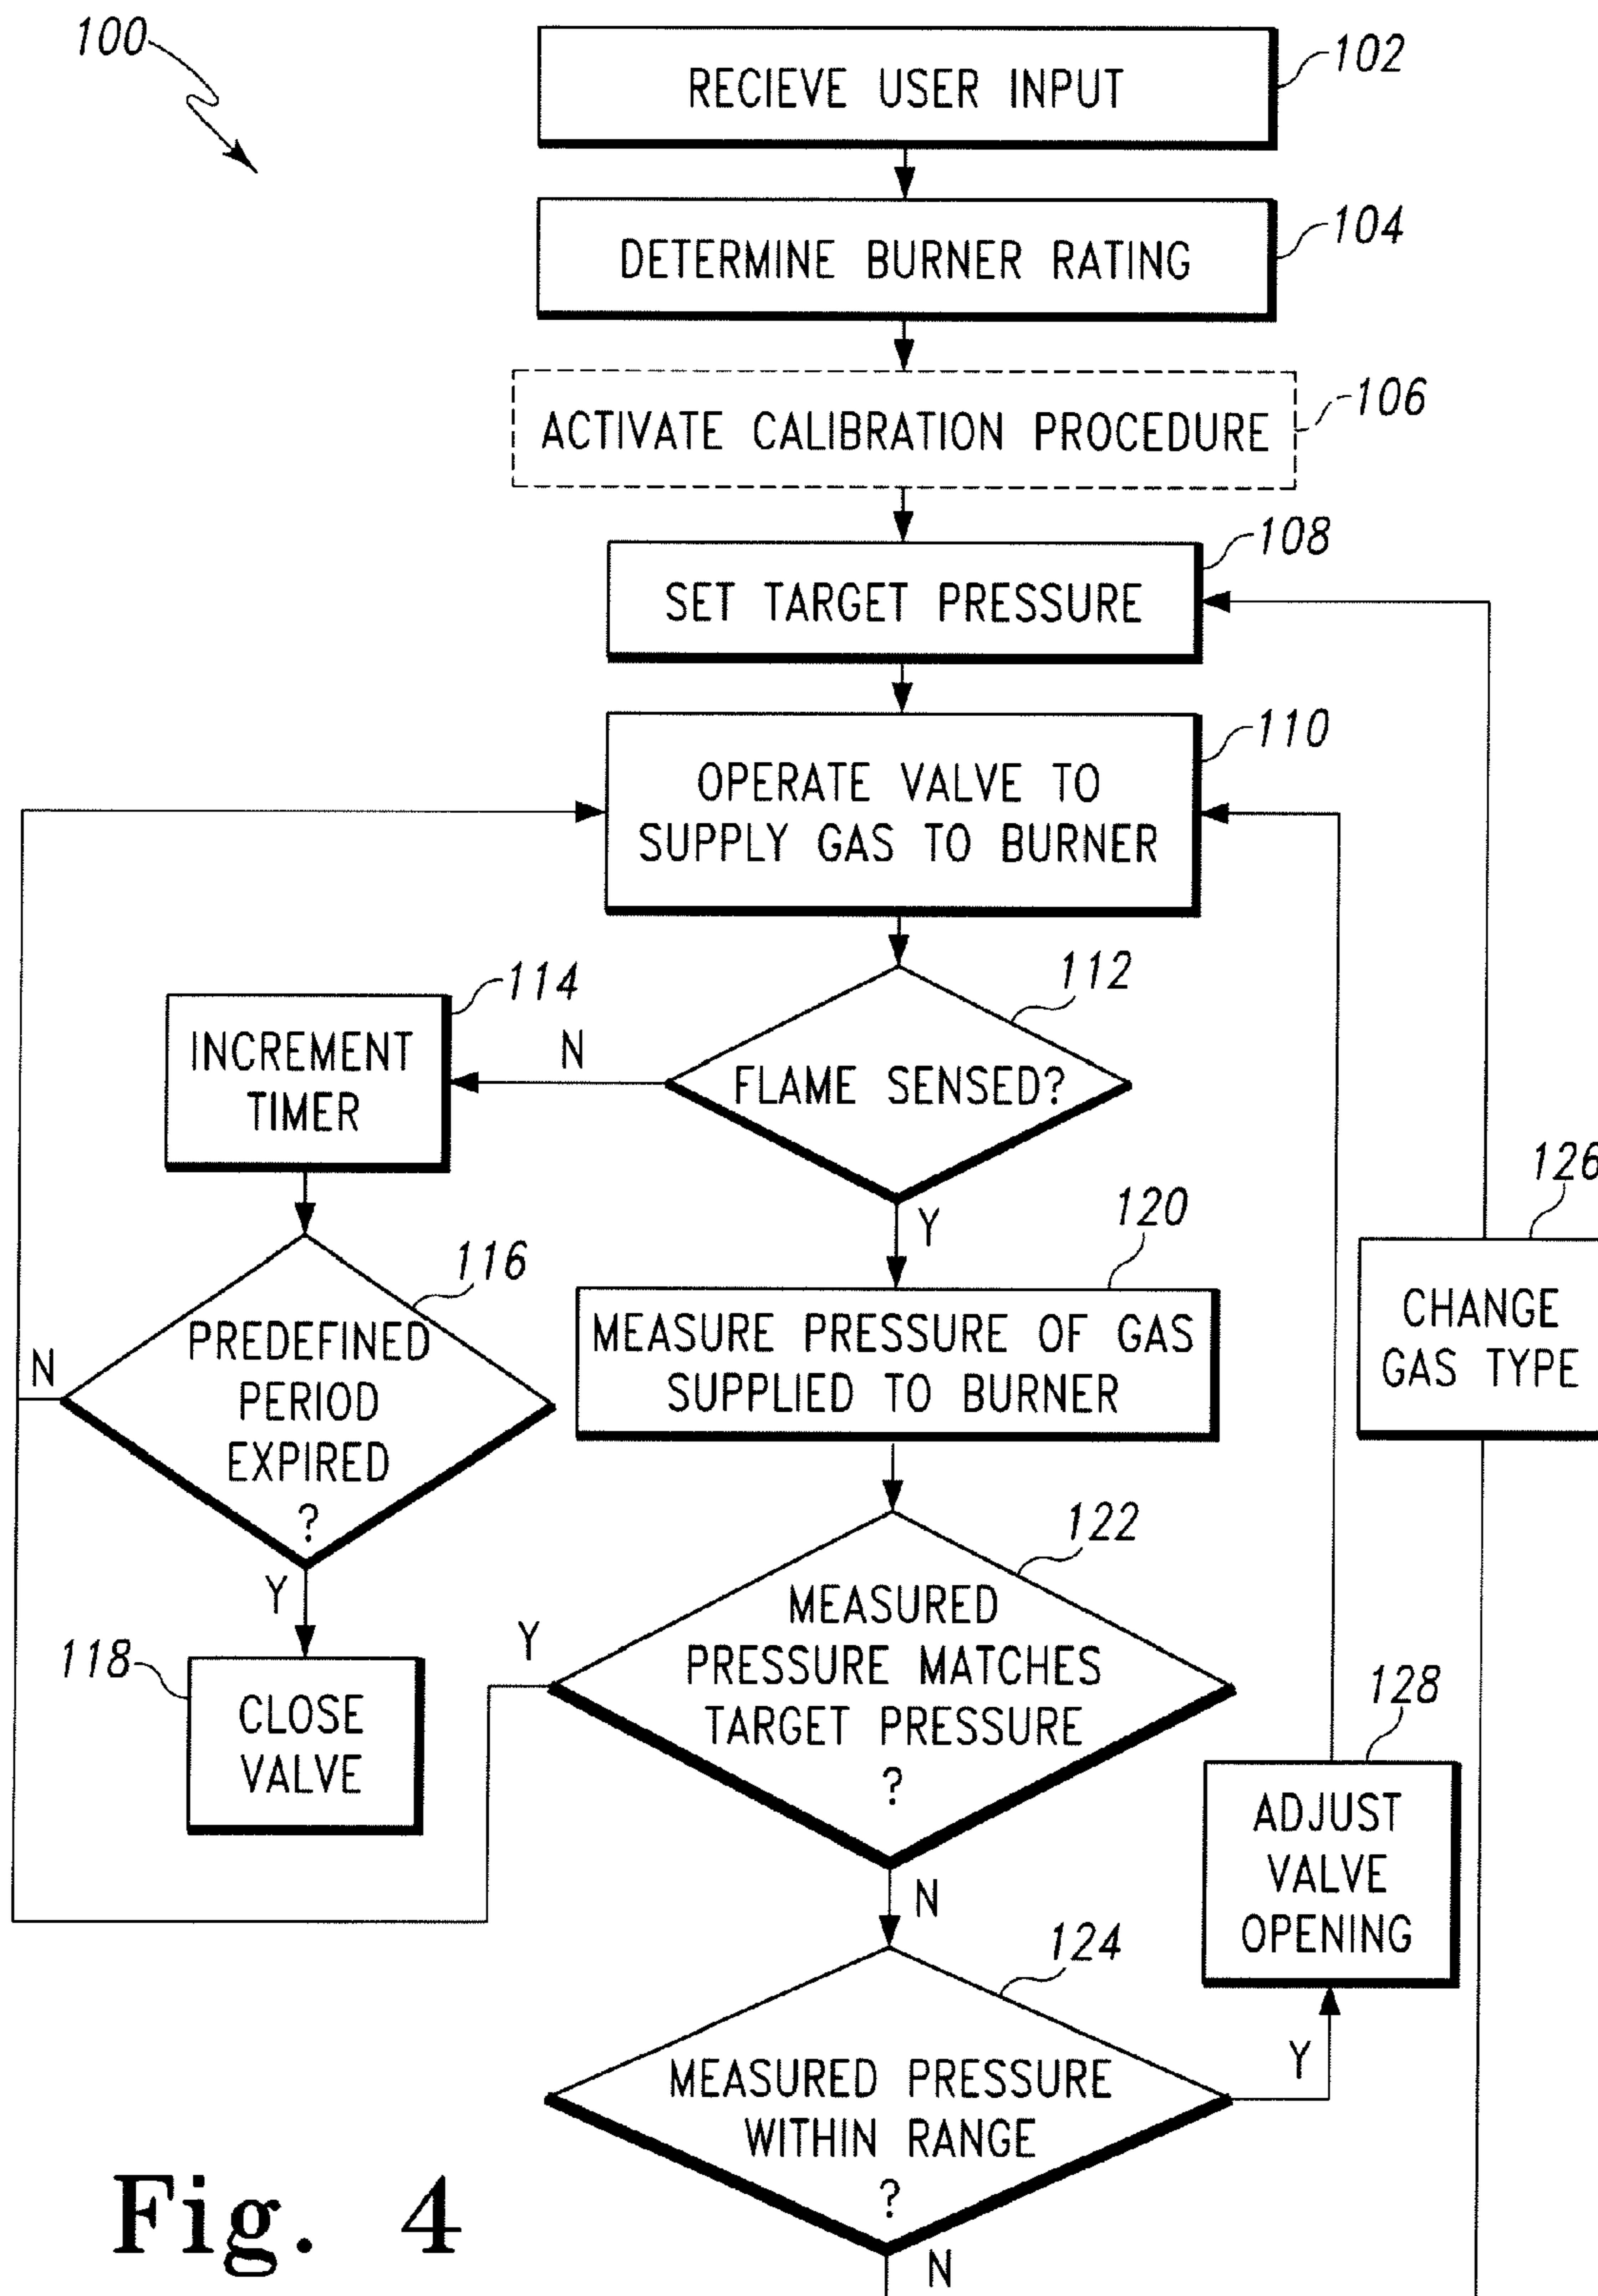 100
RECIEVE USER INPUT
102
DETERMINE BURNER RATING
104
ACTIVATE CALIBRATION PROCEDURE
106
SET TARGET PRESSURE
108
OPERATE VALVE TO
SUPPLY GAS TO BURNER
110
FLAME SENSED?
112
N
Y
INCREMENT
TIMER
114
PREDEFINED
PERIOD
EXPIRED
?
116
N
Y
CLOSE
VALVE
118
MEASURE PRESSURE OF GAS
SUPPLIED TO BURNER
120
MEASURED
PRESSURE MATCHES
TARGET PRESSURE
?
122
Y
N
MEASURED PRESSURE
WITHIN RANGE
?
124
Y
N
CHANGE
GAS TYPE
126
ADJUST
VALVE
OPENING
128
Fig. 4